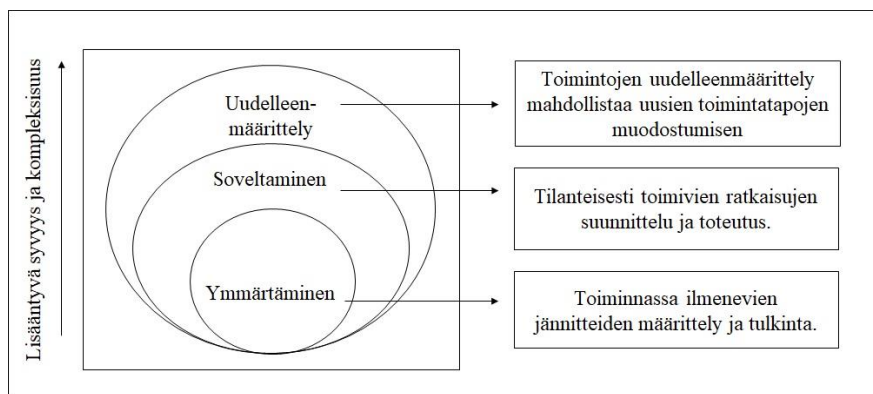 Lisääntyvä syvyys ja kompleksisuus
Uudelleen-
määrittely
Soveltaminen
Ymmärtäminen
Toimintojen uudelleenmäärittely
mahdollistaa uusien toimintatapojen
muodostumisen
Tilanteisesti toimivien ratkaisujen
suunnittelu ja toteutus.
Toiminnassa ilmenevien
jännitteiden määrittely ja tulkinta.